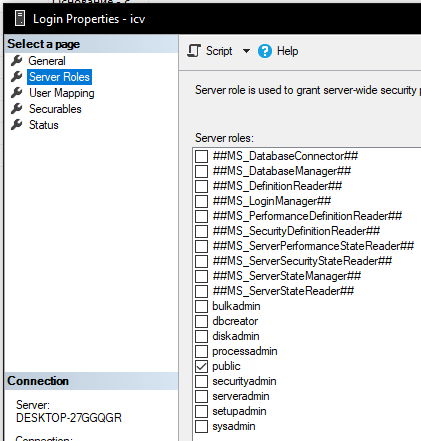 Login Properties - icv
Select a page
General
Server Roles
User Mapping
Securables
Status
Script
Help
Server role is used to grant server-wide security
Server roles:
##MS_DatabaseConnector##
##MS_DatabaseManager##
##MS_DefinitionReader##
##MS_LoginManager##
##MS_PerformanceDefinitionReader##
##MS_SecurityDefinitionReader##
##MS_ServerPerformanceStateReader##
##MS_ServerSecurityStateReader##
##MS_ServerStateManager##
##MS_ServerStateReader##
bulkadmin
dbcreator
diskadmin
processadmin
public
securityadmin
serveradmin
setupadmin
sysadmin
Connection
Server:
DESKTOP-27GGQGR